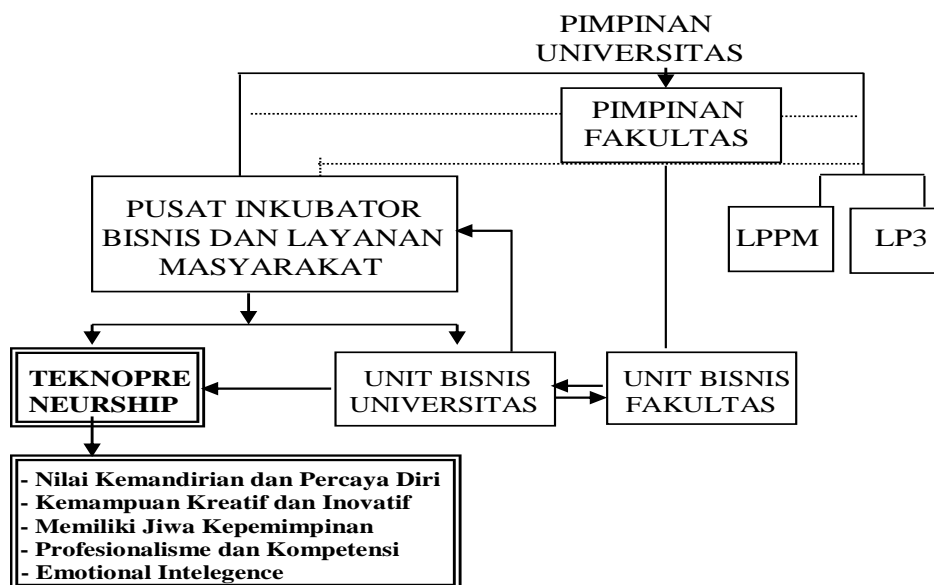 PIMPINAN
UNIVERSITAS
PIMPINAN
FAKULTAS
PUSAT INKUBATOR
BISNIS DAN LAYANAN
MASYARAKAT
LPPM
LP3
TEKNOPRE
NEURSHIP
UNIT BISNIS
UNIVERSITAS
UNIT BISNIS
FAKULTAS
- Nilai Kemandirian dan Percaya Diri
- Kemampuan Kreatif dan Inovatif
- Memiliki Jiwa Kepemimpinan
- Profesionalisme dan Kompetensi
- Emotional Intelegence